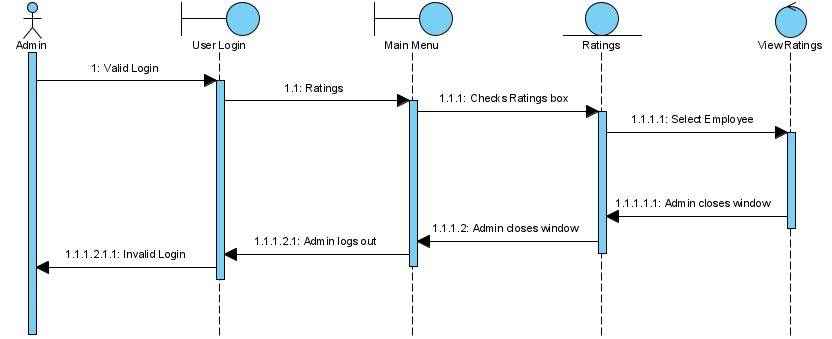 Admin
User Login
Main Menu
Ratings
View Ratings
1: Valid Login
1.1: Ratings
1.1.1: Checks Ratings box
1.1.1.1: Select Employee
1.1.1.1.1: Admin closes window
1.1.1.2: Admin closes window
1.1.1.2.1: Admin logs out
1.1.1.2.1.1: Invalid Login